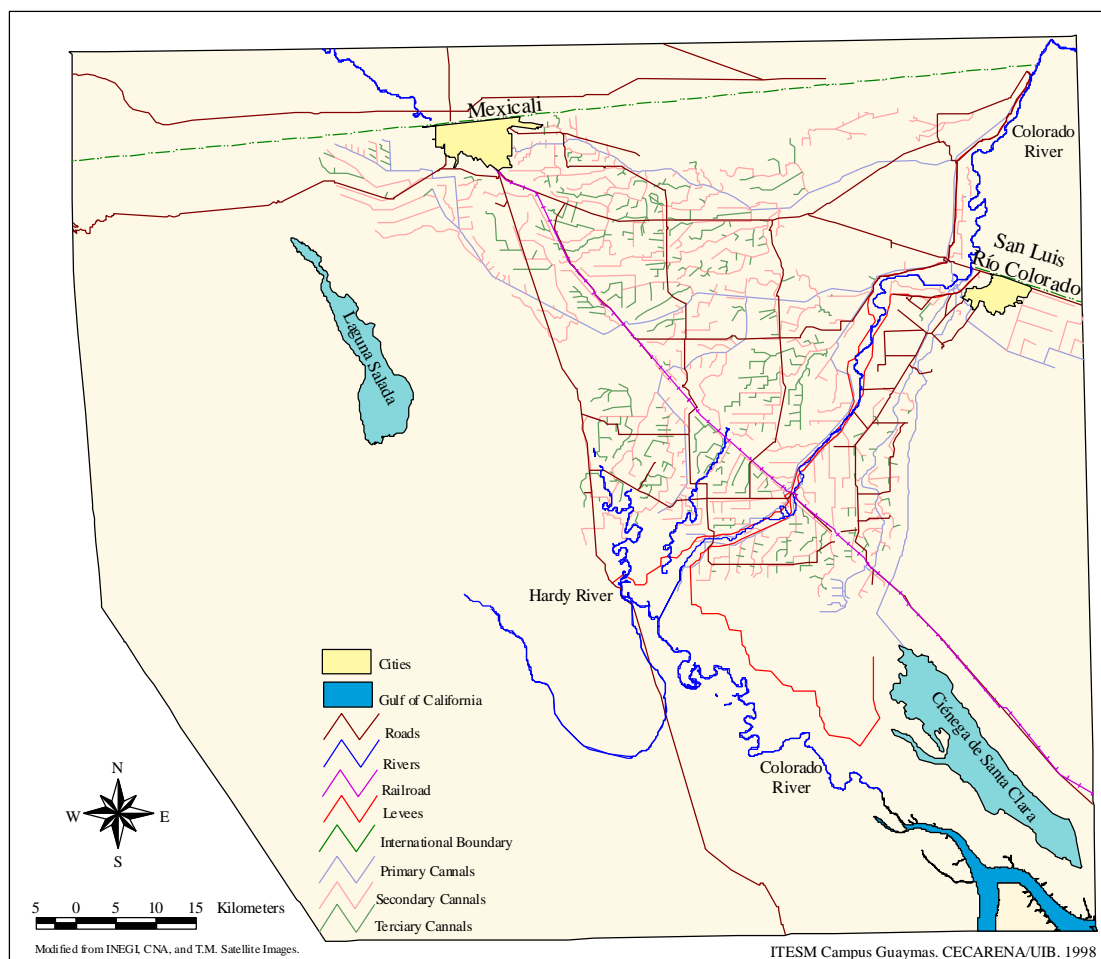 Mexicali
Colorado
River
San Luis
Río Colorado
Laguna Salada
Hardy River
Cities
Gulf of California
Roads
Rivers
Railroad
Levees
International Boundary
Primary Cannals
Secondary Cannals
Terciary Cannals
Colorado
River
Ciénega de Santa Clara
N
W
E
S
5 0 5 10 15 Kilometers
Modified from INEGI, CNA, and T.M. Satellite Images.
ITESM Campus Guaymas. CECARENA/UIB. 1998